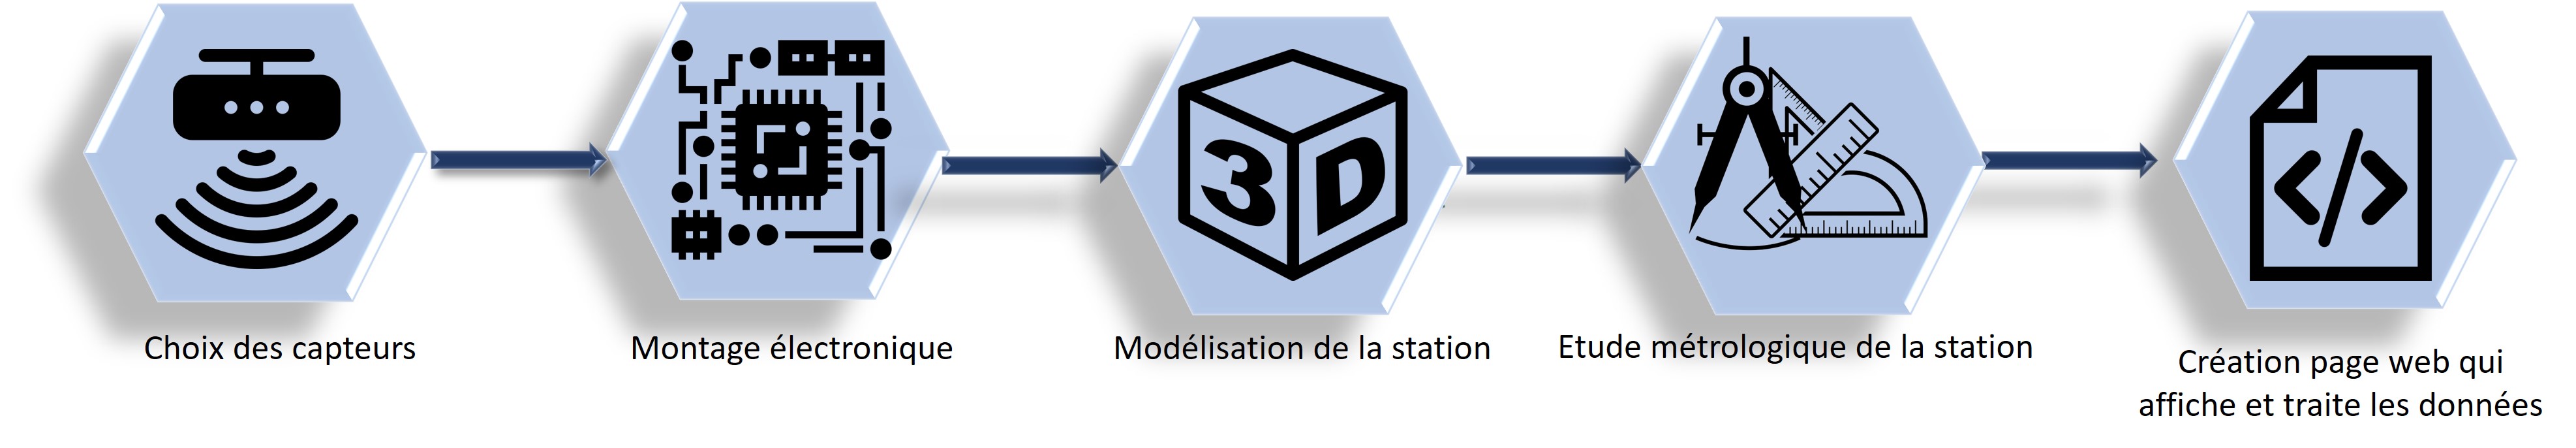 3D
Choix des capteurs
Montage électronique
Modélisation de la station
Etude métrologique de la station
Création page web qui
affiche et traite les données